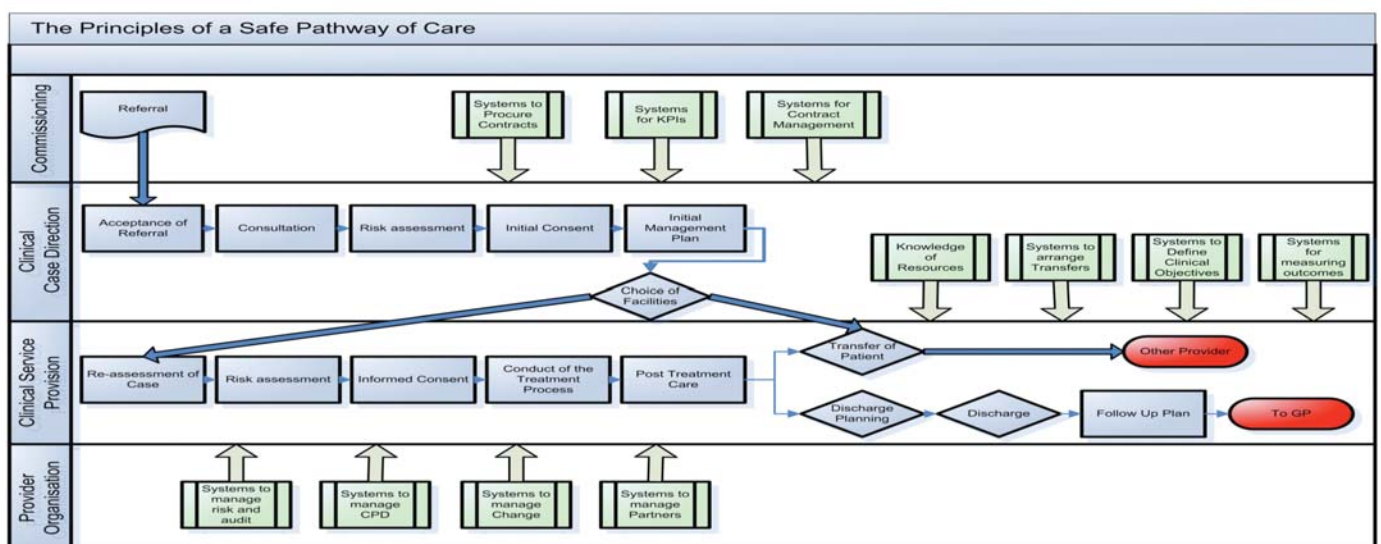 The Principles of a Safe Pathway of Care
Commissioning
Referral
Systems to
Procure
Contracts
Systems
for KPIs
Systems for
Contract
Management
Clinical
Case Direction
Acceptance of
Referral
Consultation
Risk assessment
Initial Consent
Initial
Management
Plan
Choice of
Facilities
Knowledge
of
Resources
Systems to
arrange
Transfers
Systems to
Define
Clinical
Objectives
Systems
for
measuring
outcomes
Clinical Service
Provision
Re-assessment of
Case
Risk assessment
Informed Consent
Conduct of the
Treatment
Process
Post Treatment
Care
Transfer of
Patient
Other Provider
Discharge
Planning
Discharge
Follow Up Plan
To GP
Provider
Organisation
Systems to
manage
risk and
audit
Systems to
manage
CPD
Systems to
manage
Change
Systems to
manage
Partners